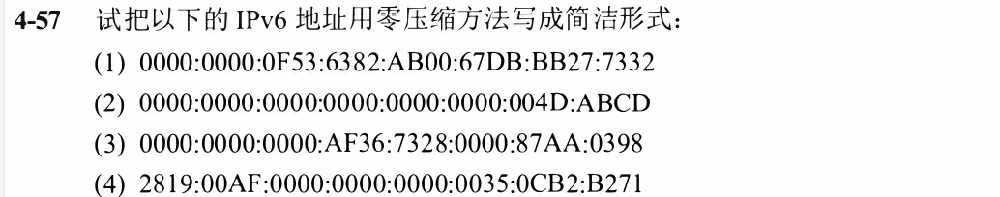 4-57 试把以下的 IPv6 地址用零压缩方法写成简洁形式：
(1) 0000:0000:0F53:6382:AB00:67DB:BB27:7332
(2) 0000:0000:0000:0000:0000:0000:004D:ABCD
(3) 0000:0000:0000:AF36:7328:0000:87AA:0398
(4) 2819:00AF:0000:0000:0000:0035:0CB2:B271